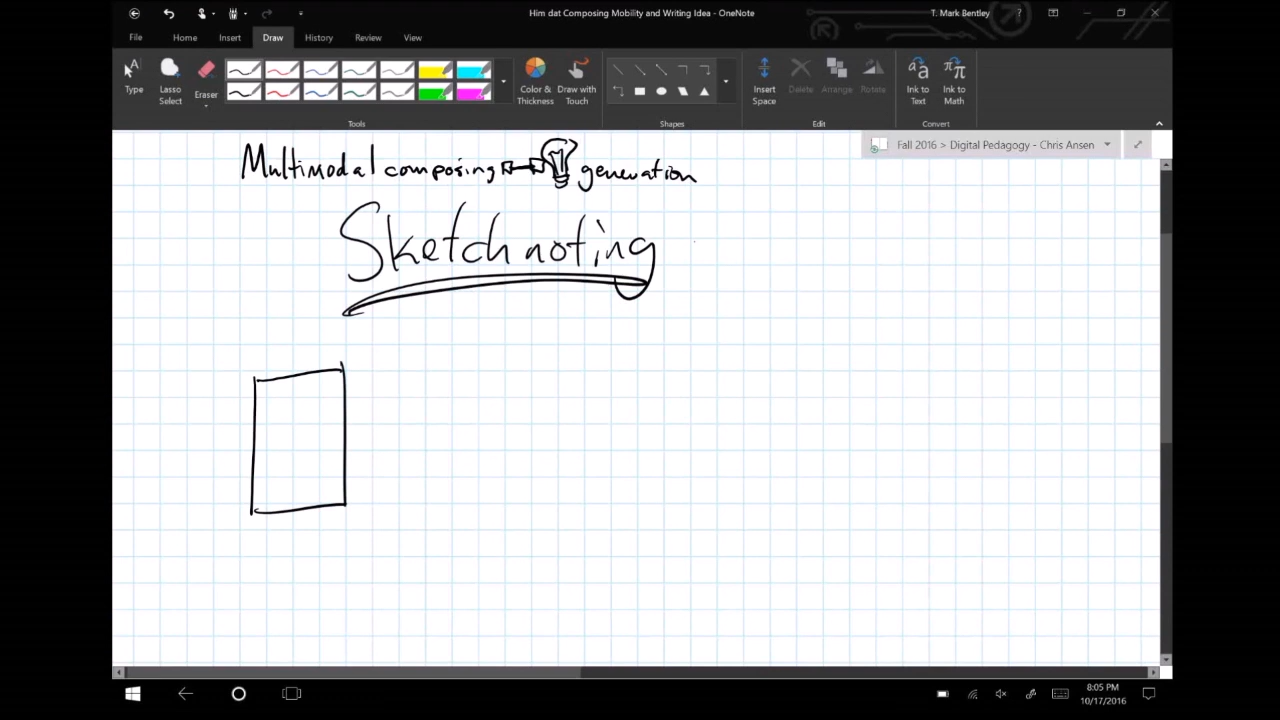 Him dat Composing Mobility and Writing Idea - OneNote
T. Mark Bentley
?
File Home Insert Draw History Review View
Type
Lasso Select
Eraser
Color & Thickness
Draw with Touch
Insert Space
Delete
Arrange
Rotate
Ink to Text
Ink to Math
Tools
Shapes
Edit
Convert
Fall 2016 > Digital Pedagogy - Chris Ansen
Multimodal composing generation
Sketchnoting
8:05 PM
10/17/2016